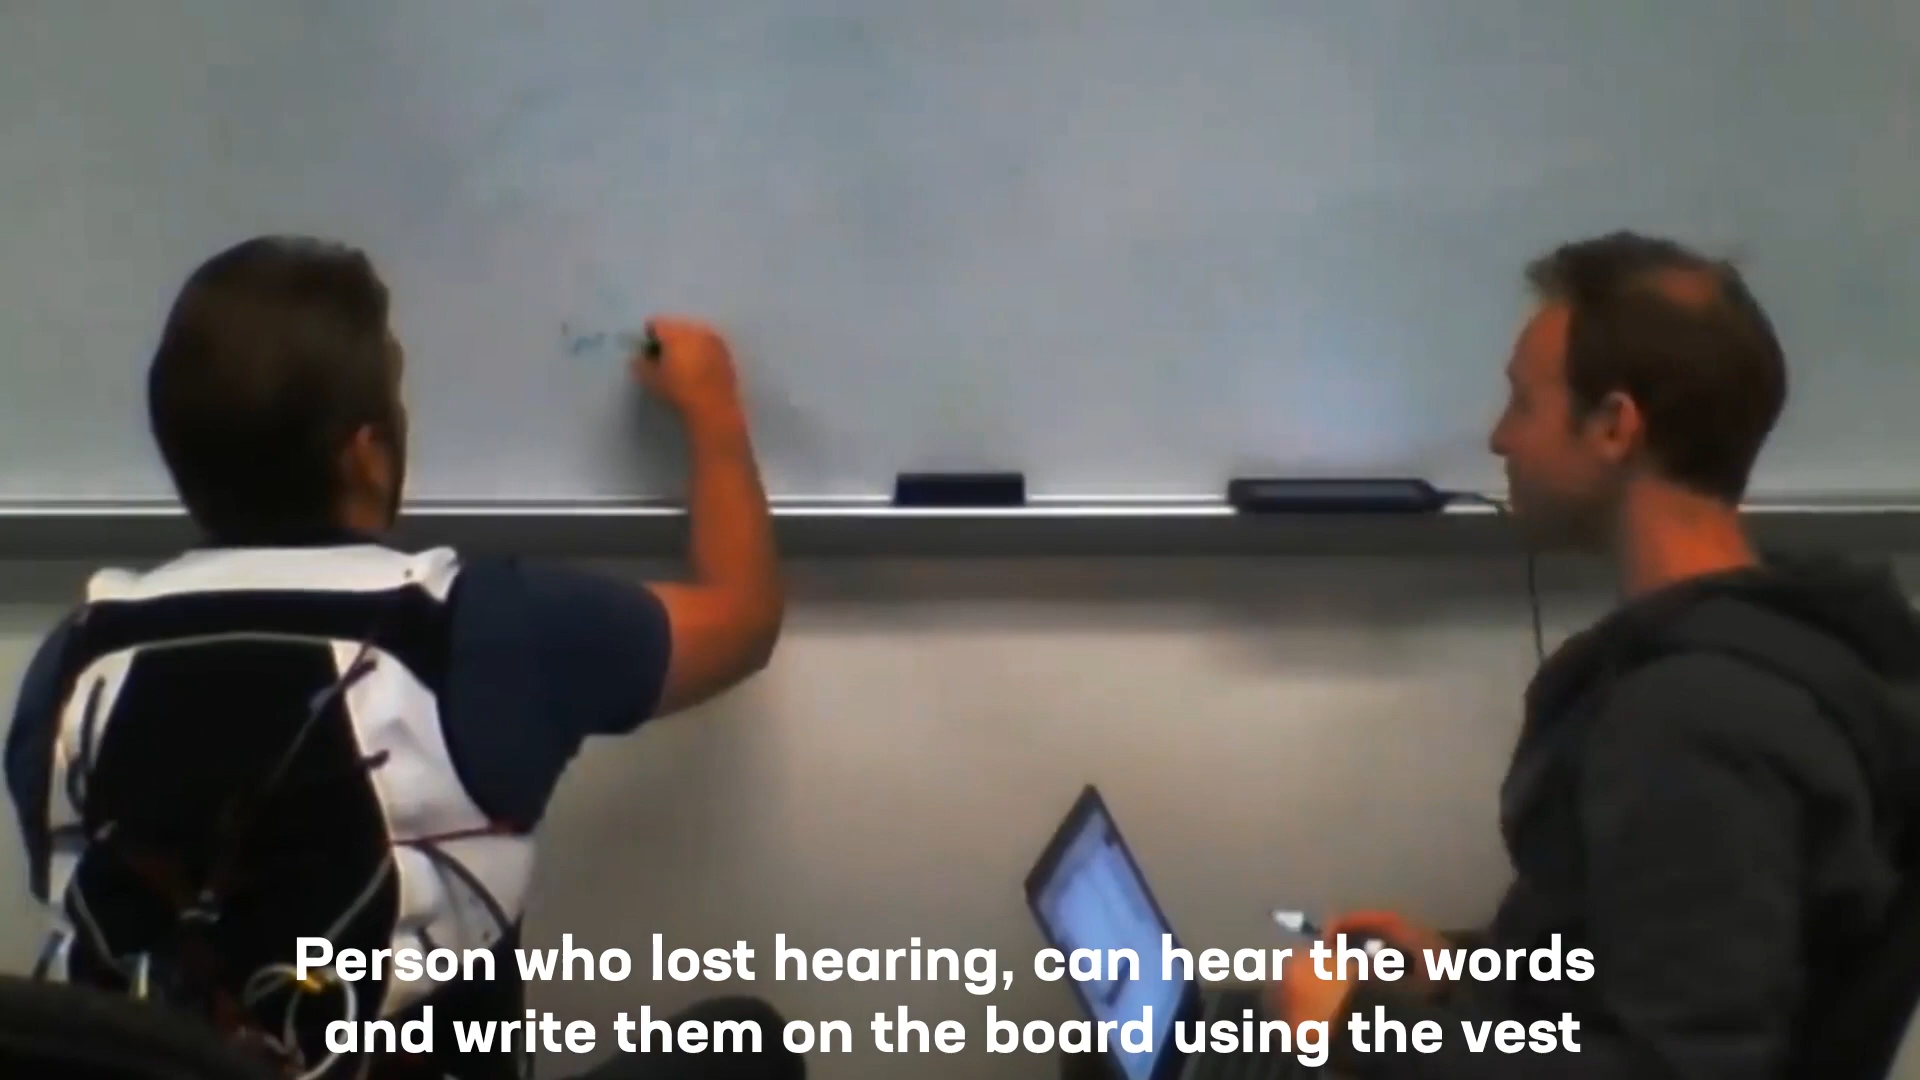 Person who lost hearing, can hear the words
and write them on the board using the vest